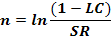 n = ln (1 − LC) / SR